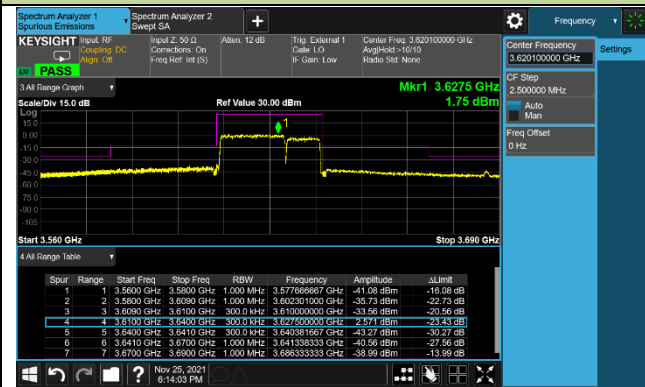 Spectrum Analyzer 1
Spurious Emissions
Spectrum Analyzer 2
Swept SA
Frequency
KEYSIGHT
Input: RF
Coupling: DC
Align: Off
Input Z: 50 Ω
Corrections: On
Freq Ref: Int (S)
Atten: 12 dB
Trig: External 1
Gate: LO
IF Gain: Low
Center Freq: 3.620100000 GHz
Avg|Hold:>10/10
Radio Std: None
PASS
3 All Range Graph
Mkr1 3.6275 GHz
Scale/Div 15.0 dB
Ref Value 30.00 dBm
1.75 dBm
Log
15.0
0.00
-15.0
-30.0
-45.0
-60.0
-75.0
-90.0
-105
1
Start 3.560 GHz
Stop 3.690 GHz
4 All Range Table
Spur Range Start Freq Stop Freq RBW Frequency Amplitude ΔLimit
1 1 3.5600 GHz 3.5800 GHz 1.000 MHz 3.577666667 GHz -41.08 dBm -16.08 dB
2 2 3.5800 GHz 3.6090 GHz 1.000 MHz 3.602301000 GHz -35.73 dBm -22.73 dB
3 3 3.6090 GHz 3.6100 GHz 300.0 kHz 3.610000000 GHz -33.56 dBm -20.56 dB
4 4 3.6100 GHz 3.6400 GHz 300.0 kHz 3.627500000 GHz 2.571 dBm -23.43 dB
5 5 3.6400 GHz 3.6410 GHz 300.0 kHz 3.640381667 GHz -43.27 dBm -30.27 dB
6 6 3.6410 GHz 3.6700 GHz 1.000 MHz 3.641338333 GHz -40.56 dBm -27.56 dB
7 7 3.6700 GHz 3.6900 GHz 1.000 MHz 3.686333333 GHz -38.99 dBm -13.99 dB
Center Frequency
3.620100000 GHz
Settings
CF Step
2.500000 MHz
Auto
Man
Freq Offset
0 Hz
Nov 25, 2021
6:14:03 PM